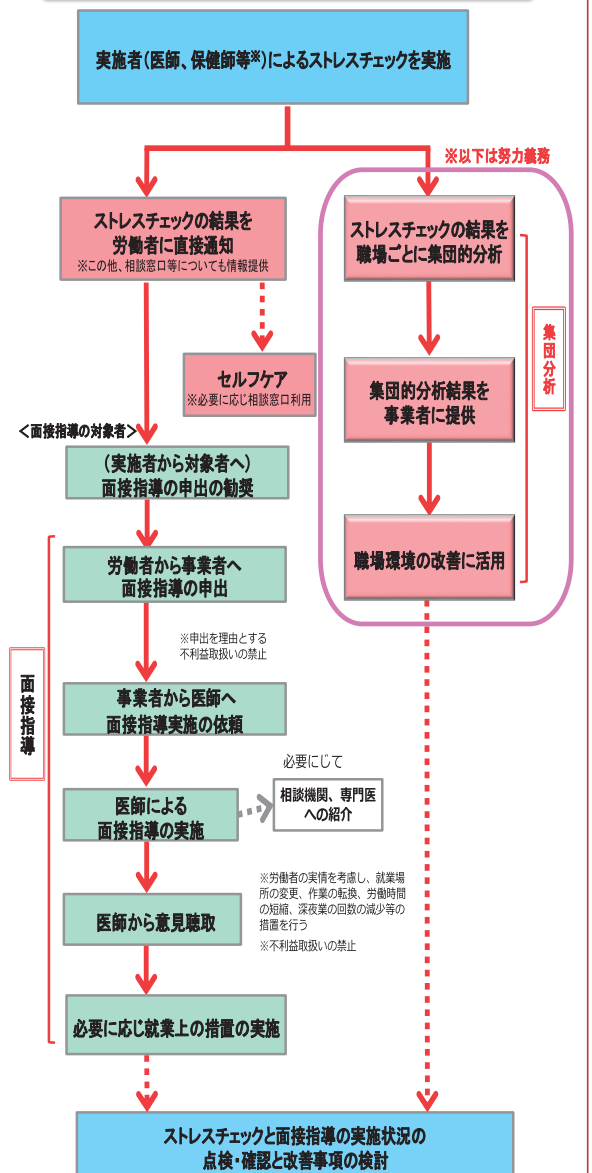 実施者(医師、保健師等※)によるストレスチェックを実施
※以下は努力義務
ストレスチェックの結果を
労働者に直接通知
※この他、相談窓口等についても情報提供
ストレスチェックの結果を
職場ごとに集団的分析
集団分析
セルフケア
※必要に応じ相談窓口利用
集団的分析結果を
事業者に提供
<面接指導の対象者>
(実施者から対象者へ)
面接指導の申出の勧奨
職場環境の改善に活用
労働者から事業者へ
面接指導の申出
※申出を理由とする
不利益取扱いの禁止
面接指導
事業者から医師へ
面接指導実施の依頼
必要にじて
相談機関、専門医
への紹介
医師による
面接指導の実施
※労働者の実情を考慮し、就業場
所の変更、作業の転換、労働時間
の短縮、深夜業の回数の減少等の
措置を行う
※不利益取扱いの禁止
医師から意見聴取
必要に応じ就業上の措置の実施
ストレスチェックと面接指導の実施状況の
点検・確認と改善事項の検討